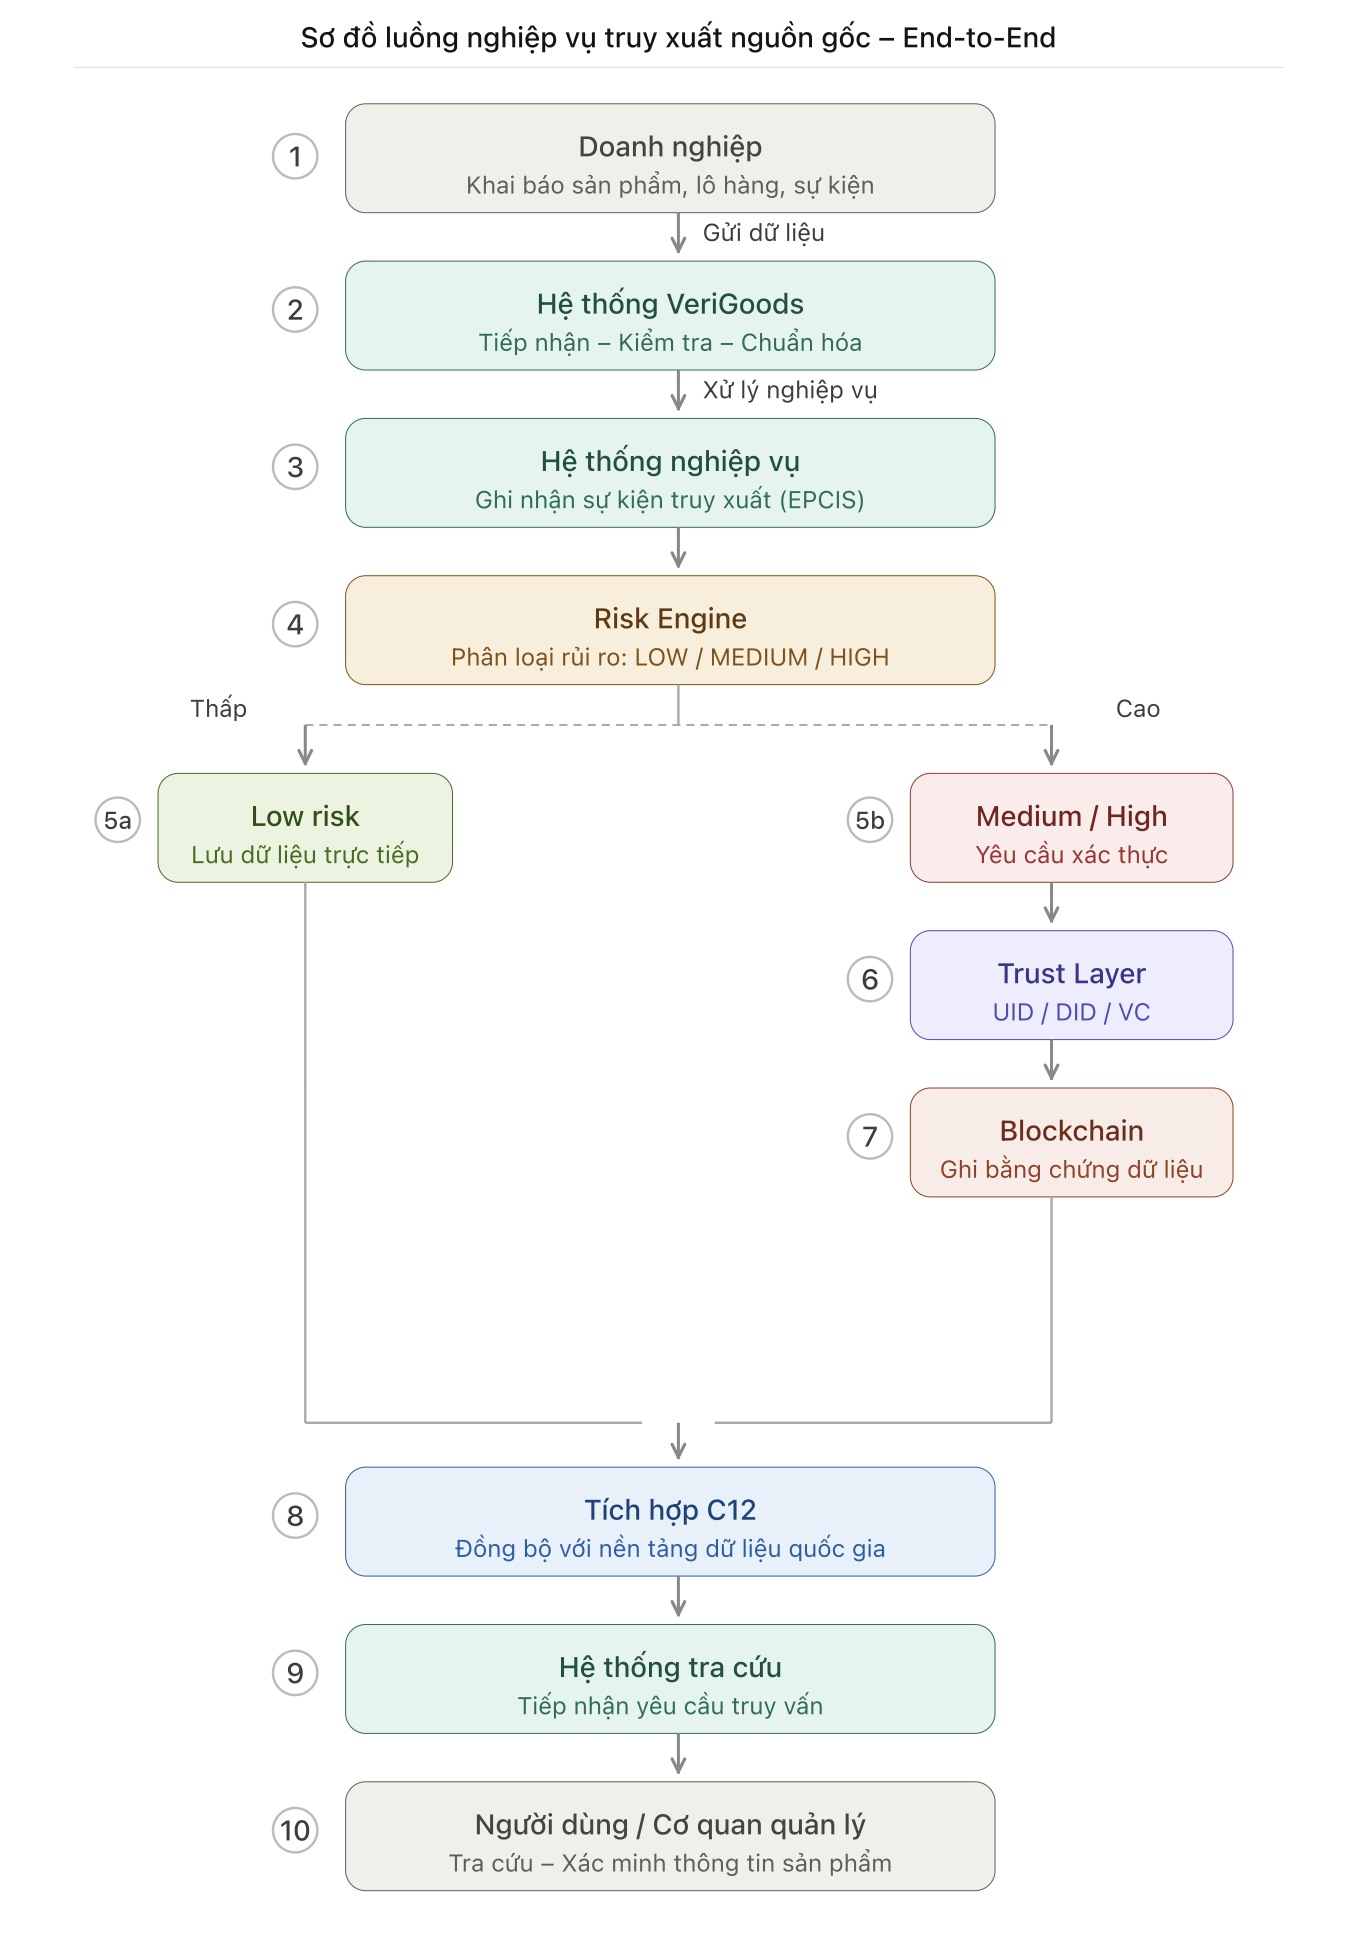 Sơ đồ luồng nghiệp vụ truy xuất nguồn gốc – End-to-End
1
Doanh nghiệp
Khai báo sản phẩm, lô hàng, sự kiện
Gửi dữ liệu
2
Hệ thống VeriGoods
Tiếp nhận – Kiểm tra – Chuẩn hóa
Xử lý nghiệp vụ
3
Hệ thống nghiệp vụ
Ghi nhận sự kiện truy xuất (EPCIS)
4
Risk Engine
Phân loại rủi ro: LOW / MEDIUM / HIGH
Thấp
Cao
5a
Low risk
Lưu dữ liệu trực tiếp
5b
Medium / High
Yêu cầu xác thực
6
Trust Layer
UID / DID / VC
7
Blockchain
Ghi bằng chứng dữ liệu
8
Tích hợp C12
Đồng bộ với nền tảng dữ liệu quốc gia
9
Hệ thống tra cứu
Tiếp nhận yêu cầu truy vấn
10
Người dùng / Cơ quan quản lý
Tra cứu – Xác minh thông tin sản phẩm